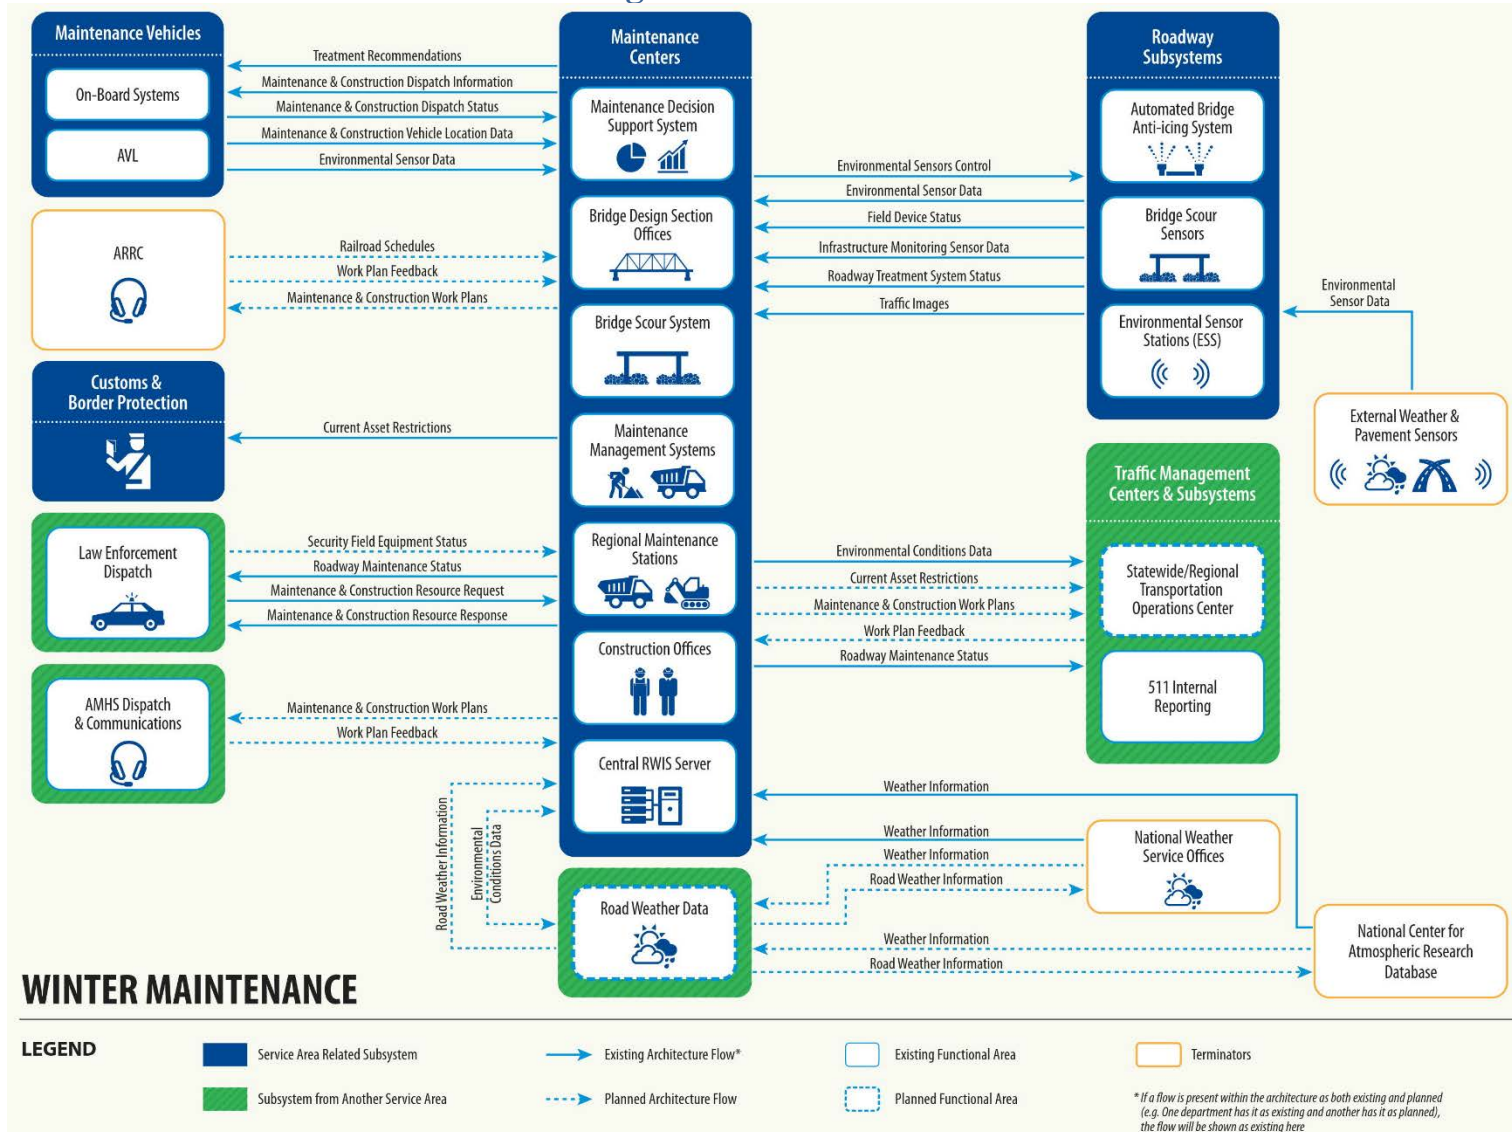 Maintenance Vehicles
On-Board Systems
AVL
Treatment Recommendations
Maintenance & Construction Dispatch Information
Maintenance & Construction Dispatch Status
Maintenance & Construction Vehicle Location Data
Environmental Sensor Data
ARRC
Railroad Schedules
Work Plan Feedback
Maintenance & Construction Work Plans
Customs &
Border Protection
Current Asset Restrictions
Law Enforcement
Dispatch
Security Field Equipment Status
Roadway Maintenance Status
Maintenance & Construction Resource Request
Maintenance & Construction Resource Response
AMHS Dispatch
& Communications
Maintenance & Construction Work Plans
Work Plan Feedback
Maintenance
Centers
Maintenance Decision
Support System
Bridge Design Section
Offices
Bridge Scour System
Maintenance
Management Systems
Regional Maintenance
Stations
Construction Offices
Central RWIS Server
Road Weather Information
Environmental
Conditions Data
Road Weather Data
Environmental Sensors Control
Environmental Sensor Data
Field Device Status
Infrastructure Monitoring Sensor Data
Roadway Treatment System Status
Traffic Images
Roadway
Subsystems
Automated Bridge
Anti-icing System
Bridge Scour
Sensors
Environmental Sensor
Stations (ESS)
Environmental
Sensor Data
External Weather &
Pavement Sensors
Environmental Conditions Data
Current Asset Restrictions
Maintenance & Construction Work Plans
Work Plan Feedback
Roadway Maintenance Status
Traffic Management
Centers & Subsystems
Statewide/Regional
Transportation
Operations Center
511 Internal
Reporting
Weather Information
Weather Information
Weather Information
Road Weather Information
National Weather
Service Offices
Weather Information
Road Weather Information
National Center for
Atmospheric Research
Database
WINTER MAINTENANCE
LEGEND
Service Area Related Subsystem
Subsystem from Another Service Area
Existing Architecture Flow*
Planned Architecture Flow
Existing Functional Area
Planned Functional Area
Terminators
* If a flow is present within the architecture as both existing and planned
(e.g. One department has it as existing and another has it as planned),
the flow will be shown as existing here